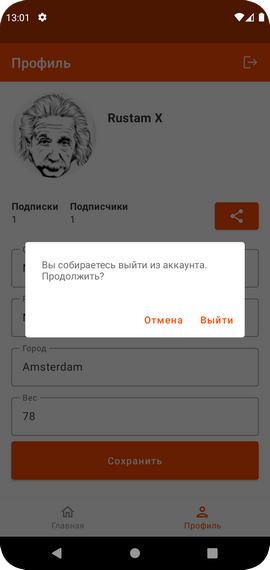 13:01
Профиль
Rustam X
Подписки
Подписчики
1
1
Вы собираетесь выйти из аккаунта.
Продолжить?
Отмена
Выйти
Город
Amsterdam
Вес
78
Сохранить
Главная
Профиль